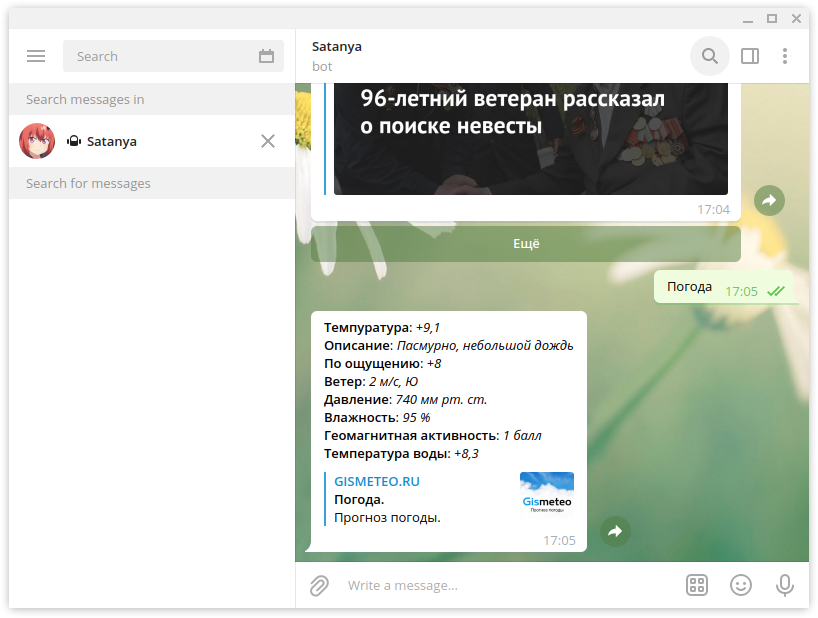 Search
Search messages in
Satanya
Search for messages
Satanya
bot
96-летний ветеран рассказал
о поиске невесты
17:04
Ещё
Погода 17:05
Темпуратура: +9,1
Описание: Пасмурно, небольшой дождь
По ощущению: +8
Ветер: 2 м/с, Ю
Давление: 740 мм рт. ст.
Влажность: 95 %
Геомагнитная активность: 1 балл
Температура воды: +8,3
GISMETEO.RU
Погода.
Прогноз погоды.
Gismeteo
Прогноз погоды
17:05
Write a message...